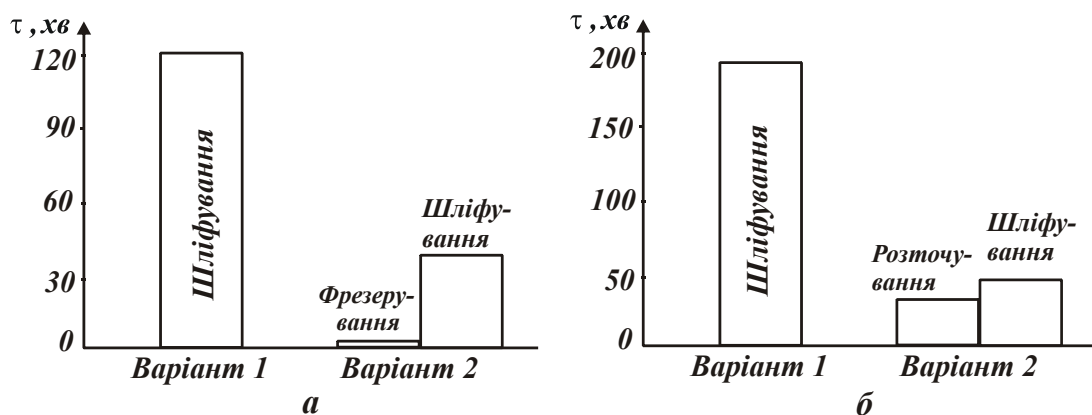 τ , хв
120
90
60
30
0
Шліфування
Фрезеру-
вання
Шліфу-
вання
Варіант 1
Варіант 2
а
τ , хв
200
150
100
50
0
Шліфування
Розточу-
вання
Шліфу-
вання
Варіант 1
Варіант 2
б